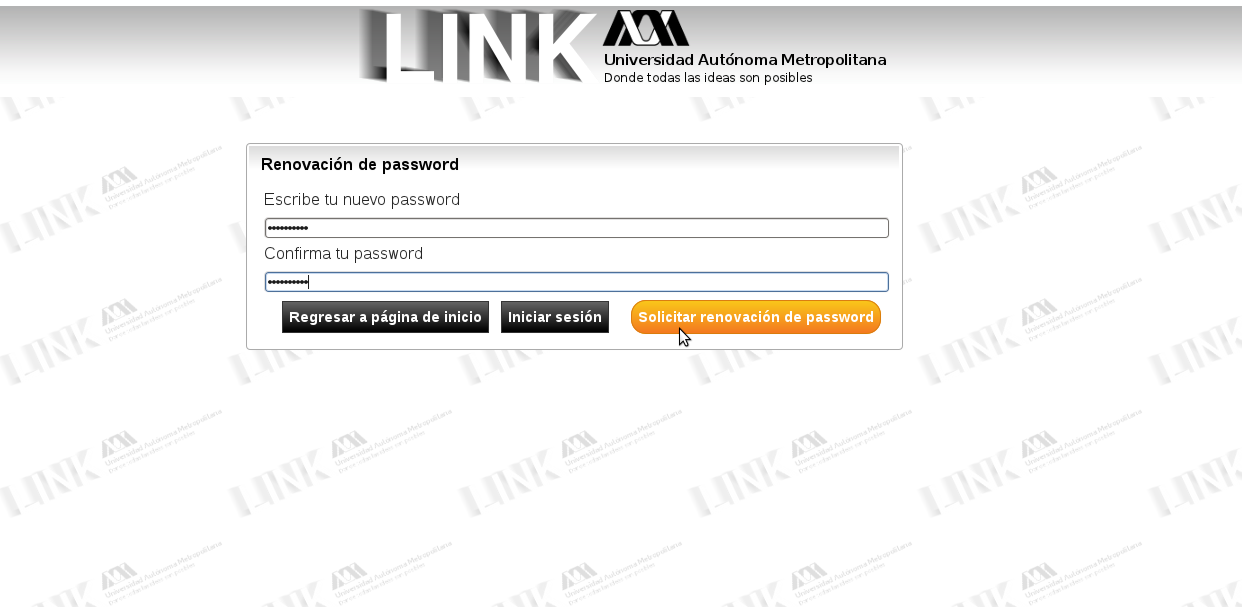 LINK
Universidad Autónoma Metropolitana
Donde todas las ideas son posibles
Renovación de password
Escribe tu nuevo password
••••••••••
Confirma tu password
••••••••••
Regresar a página de inicio Iniciar sesión Solicitar renovación de password